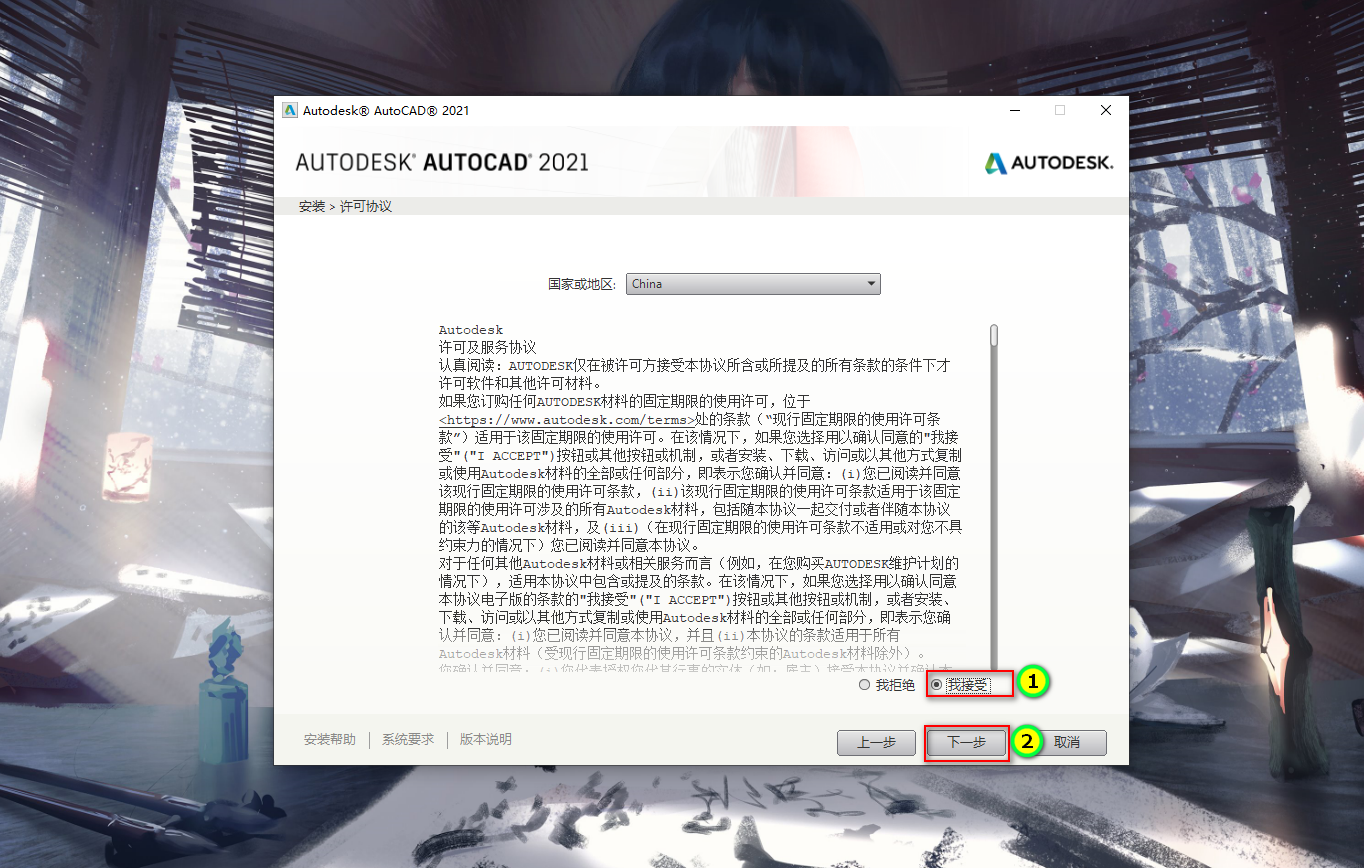 Autodesk® AutoCAD® 2021
AUTODESK® AUTOCAD® 2021
AUTODESK.
安装 > 许可协议
国家或地区: China
Autodesk
许可及服务协议
认真阅读：AUTODESK仅在被许可方接受本协议所含或所提及的所有条款的条件下才
许可软件和其他许可材料。
如果您订购任何AUTODESK材料的固定期限的使用许可，位于
<https://www.autodesk.com/terms>处的条款（“现行固定期限的使用许可条
款”）适用于该固定期限的使用许可。在该情况下，如果您选择用以确认同意的"我接
受"("I ACCEPT")按钮或其他按钮或机制，或者安装、下载、访问或以其他方式复制
或使用Autodesk材料的全部或任何部分，即表示您确认并同意：(i)您已阅读并同意
该现行固定期限的使用许可条款，(ii)该现行固定期限的使用许可条款适用于该固定
期限的使用许可涉及的所有Autodesk材料，包括随本协议一起交付或者伴随本协议
的该等Autodesk材料，及(iii)（在现行固定期限的使用许可条款不适用或对您不具
约束力的情况下）您已阅读并同意本协议。
对于任何其他Autodesk材料或相关服务而言（例如，在您购买AUTODESK维护计划的
情况下），适用本协议中包含或提及的条款。在该情况下，如果您选择用以确认同意
本协议电子版的条款的"我接受"("I ACCEPT")按钮或其他按钮或机制，或者安装、
下载、访问或以其他方式复制或使用Autodesk材料的全部或任何部分，即表示您确
认并同意：(i)您已阅读并同意本协议，并且(ii)本协议的条款适用于所有
Autodesk材料（受现行固定期限的使用许可条款约束的Autodesk材料除外）。
您确认并同意：(i)您代表授权您代其行事的实体（如：雇主）接受本协议并确认本
我拒绝 我接受 1
安装帮助 系统要求 版本说明 上一步 下一步 2 取消